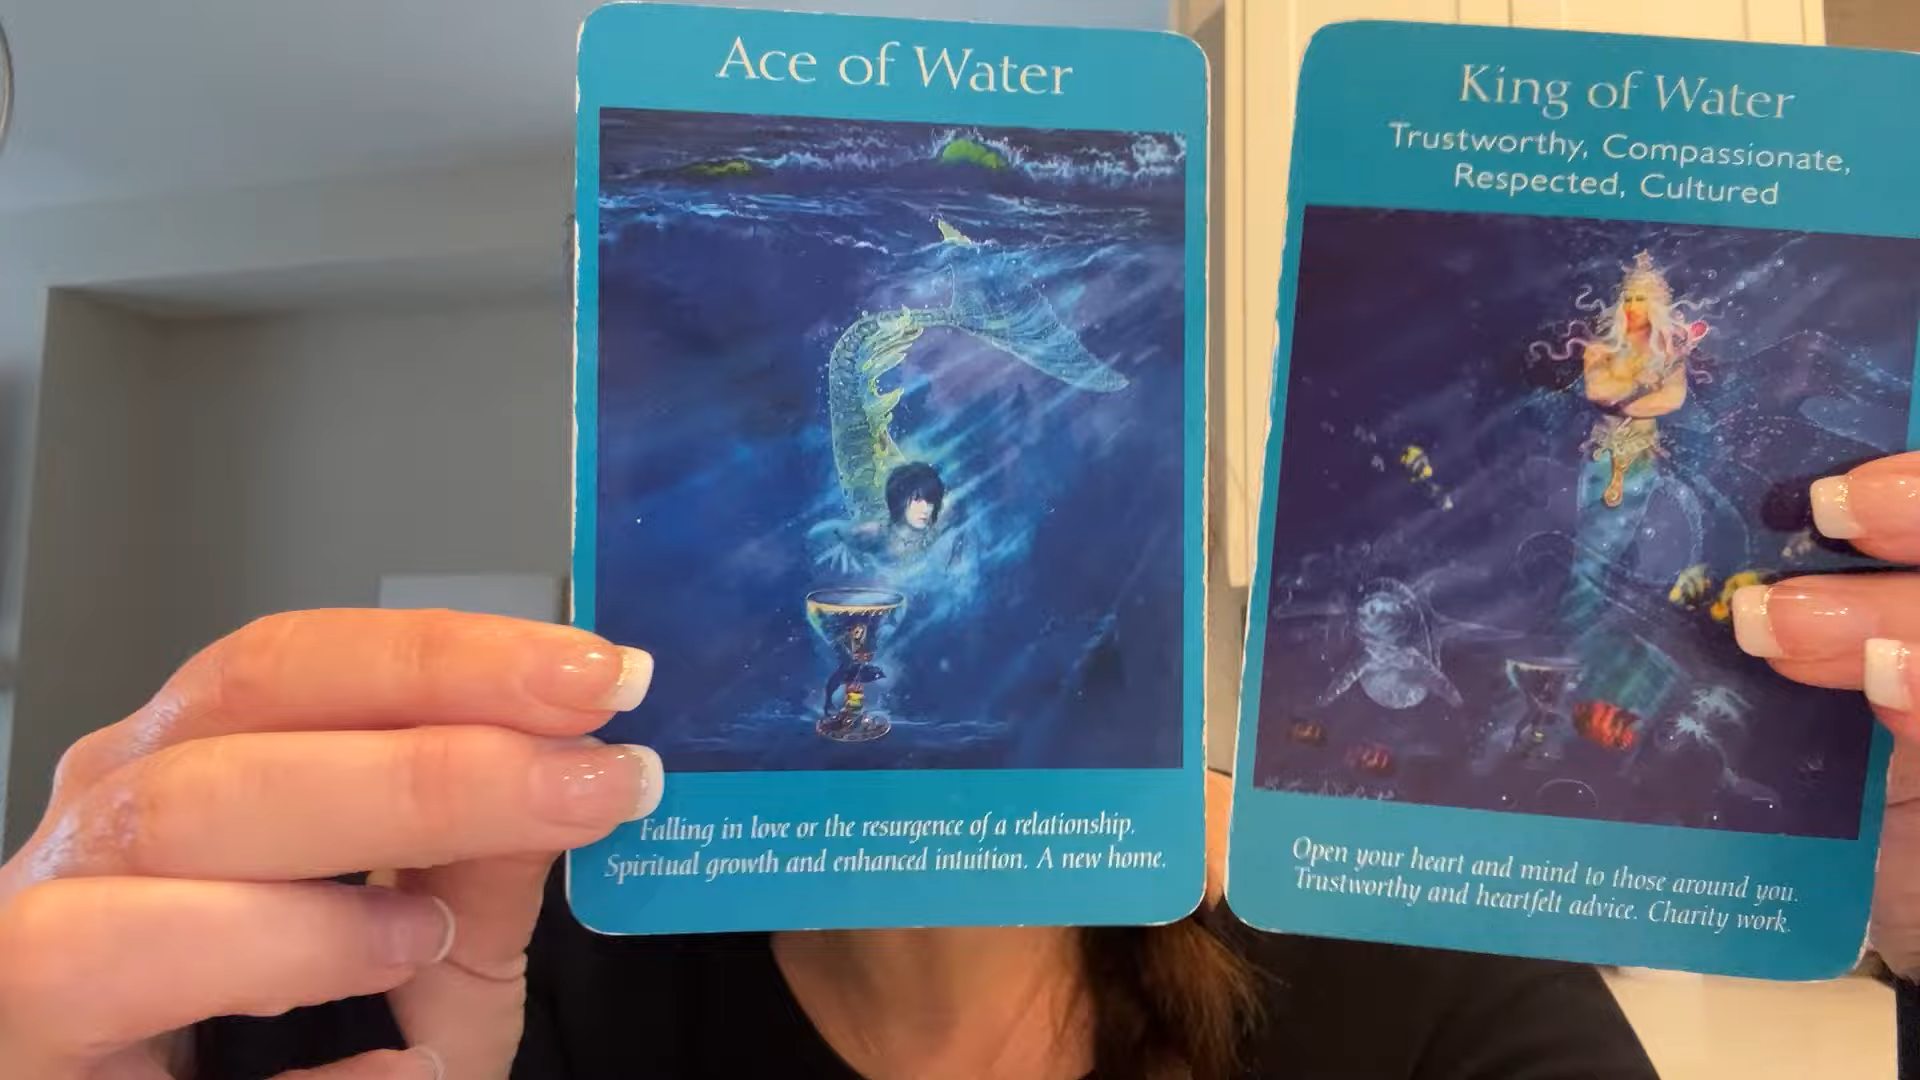 Ace of Water
Falling in love or the resurgence of a relationship.
Spiritual growth and enhanced intuition. A new home.
King of Water
Trustworthy, Compassionate,
Respected, Cultured
Open your heart and mind to those around you.
Trustworthy and heartfelt advice. Charity work.